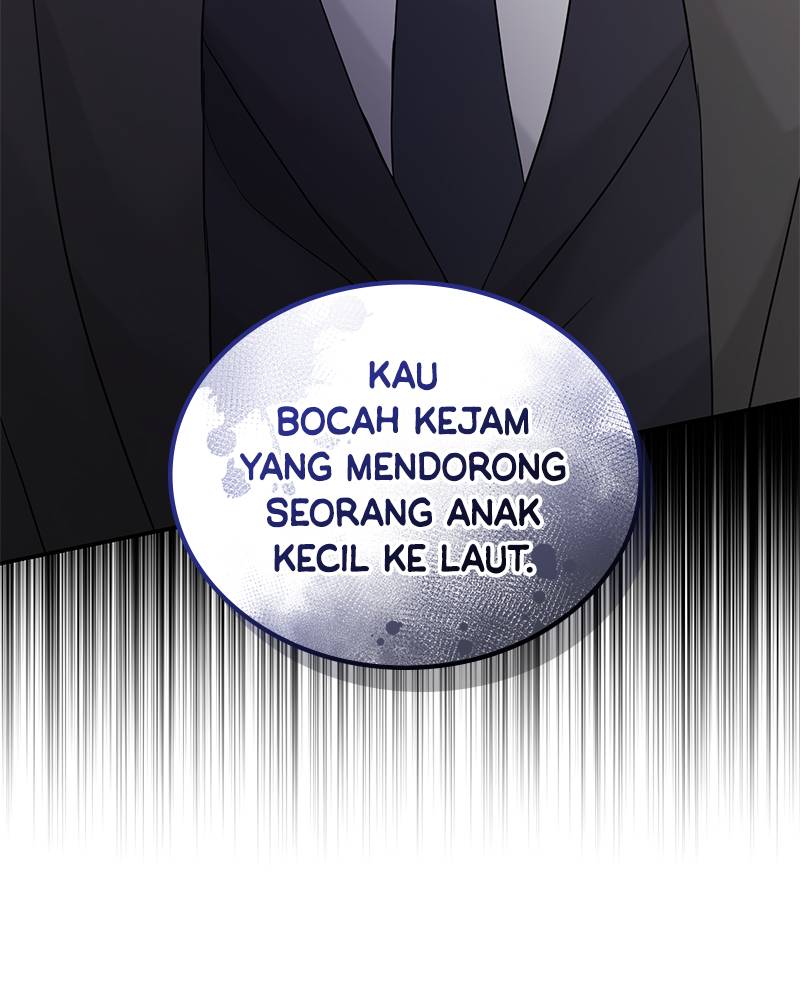 KAU
BOCAH KEJAM
YANG MENDORONG
SEORANG ANAK
KECIL KE LAUT.